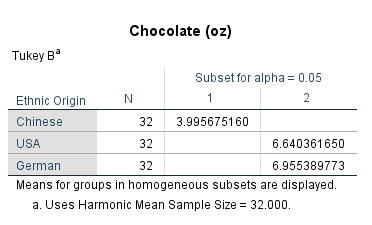 Chocolate (oz)
Tukey Bᵃ
Subset for alpha = 0.05
Ethnic Origin N 1 2
Chinese 32 3.995675160
USA 32 6.640361650
German 32 6.955389773
Means for groups in homogeneous subsets are displayed.
a. Uses Harmonic Mean Sample Size = 32.000.